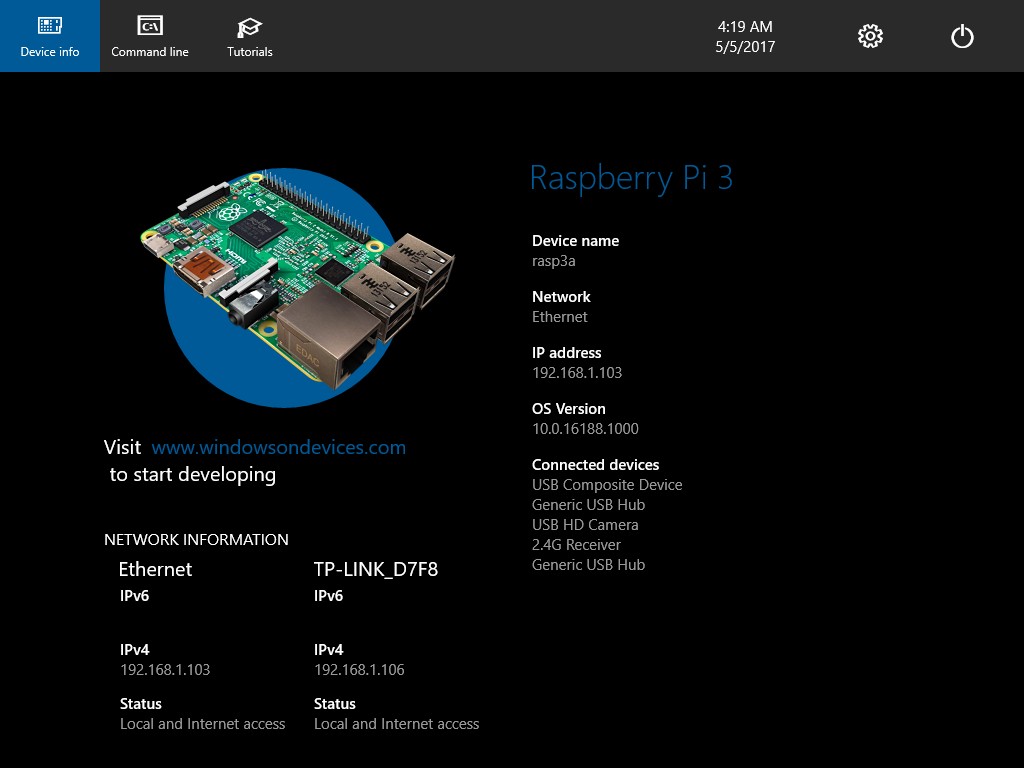 Device info
Command line
Tutorials
4:19 AM
5/5/2017
Raspberry Pi 3
Device name
rasp3a
Network
Ethernet
IP address
192.168.1.103
OS Version
10.0.16188.1000
Connected devices
USB Composite Device
Generic USB Hub
USB HD Camera
2.4G Receiver
Generic USB Hub
HDMI
EDAC
Visit www.windowsondevices.com
to start developing
NETWORK INFORMATION
Ethernet
IPv6
IPv4
192.168.1.103
Status
Local and Internet access
TP-LINK_D7F8
IPv6
IPv4
192.168.1.106
Status
Local and Internet access